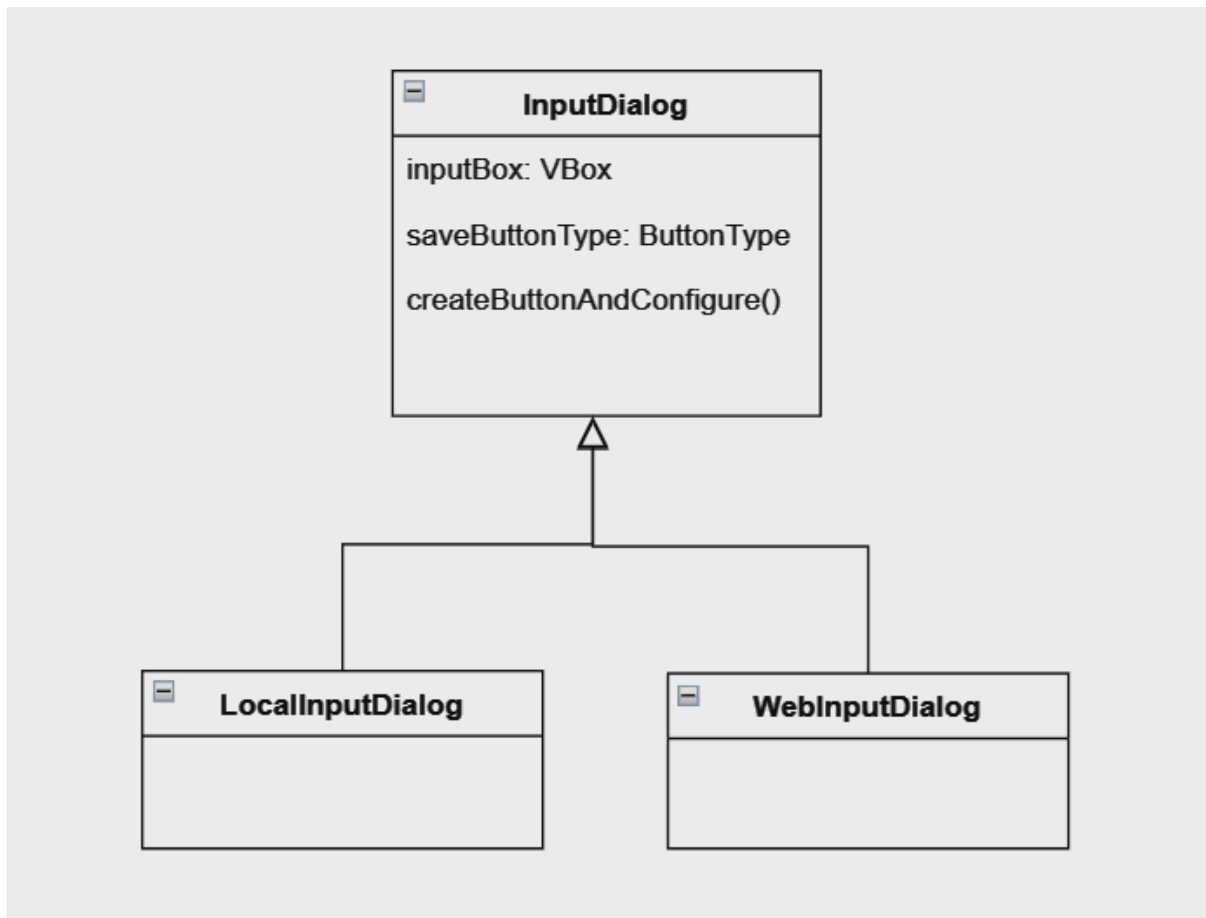 InputDialog
inputBox: VBox
saveButtonType: ButtonType
createButtonAndConfigure()
LocalInputDialog
WebInputDialog